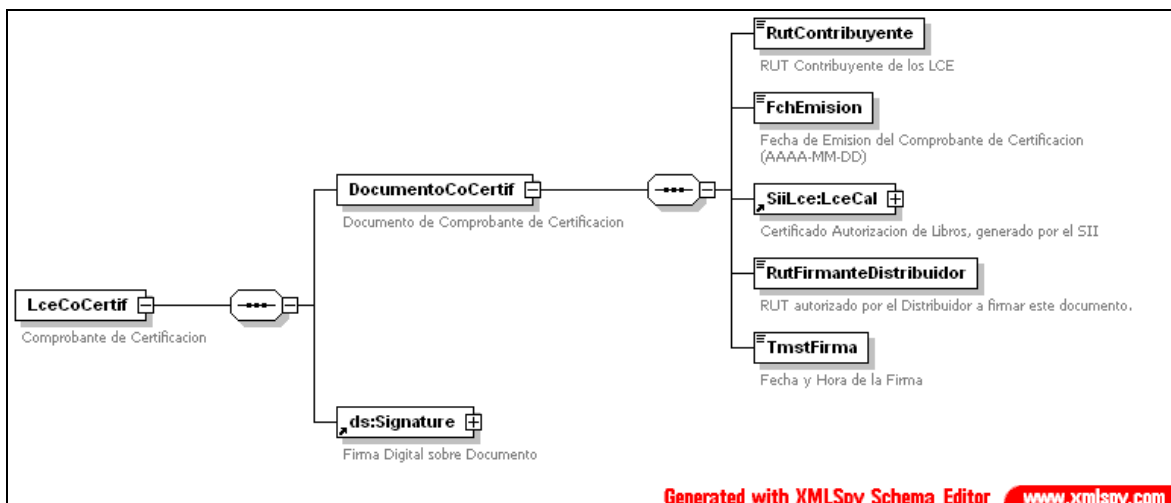 RutContribuyente
RUT Contribuyente de los LCE
FchEmision
Fecha de Emision del Comprobante de Certificacion
(AAAA-MM-DD)
DocumentoCoCertif
Documento de Comprobante de Certificacion
SiiLce:LceCal
Certificado Autorizacion de Libros, generado por el SII
RutFirmanteDistribuidor
RUT autorizado por el Distribuidor a firmar este documento.
LceCoCertif
Comprobante de Certificacion
TmstFirma
Fecha y Hora de la Firma
ds:Signature
Firma Digital sobre Documento
Generated with XMLSpy Schema Editor www.xmlspy.com